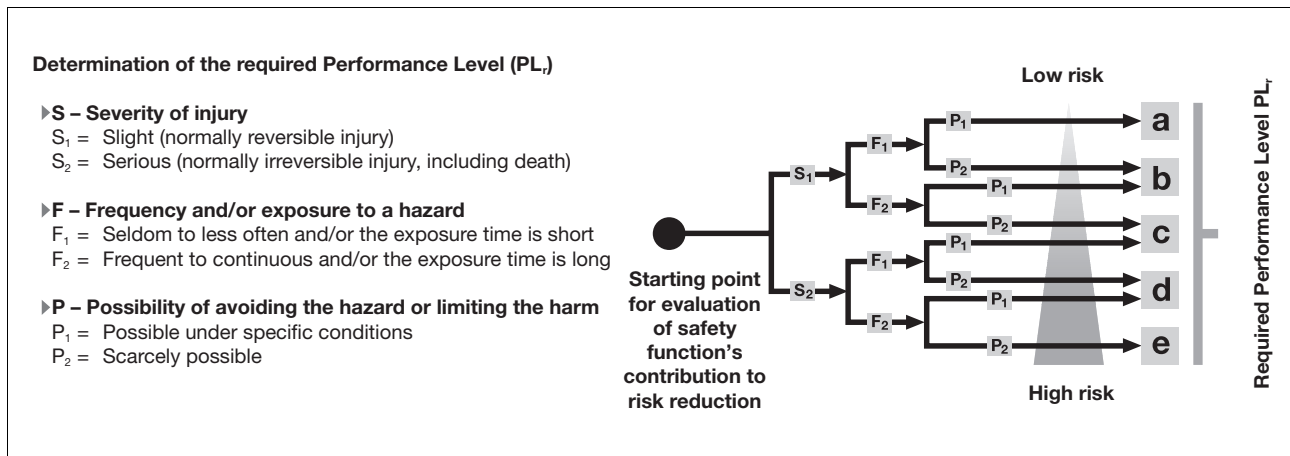 Determination of the required Performance Level (PLr)
S – Severity of injury
S1 = Slight (normally reversible injury)
S2 = Serious (normally irreversible injury, including death)
F – Frequency and/or exposure to a hazard
F1 = Seldom to less often and/or the exposure time is short
F2 = Frequent to continuous and/or the exposure time is long
P – Possibility of avoiding the hazard or limiting the harm
P1 = Possible under specific conditions
P2 = Scarcely possible
Starting point
for evaluation
of safety
function's
contribution to
risk reduction
Low risk
S1
S2
F1
F2
F1
F2
P1
P2
P1
P2
P1
P2
P1
P2
a
b
c
d
e
High risk
Required Performance Level PLr